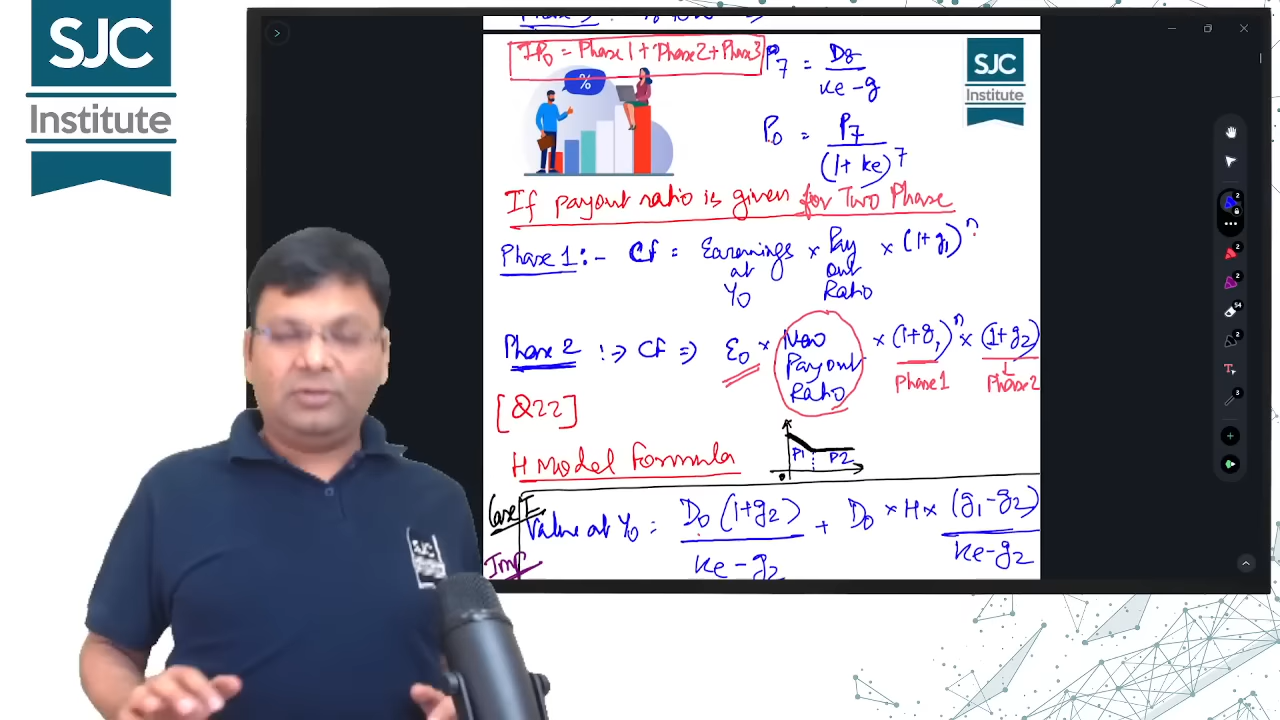 SJC
Institute
IP₀ = Phase 1 + Phase 2 + Phase 3
P₇ = D₈ / (Ke - g)
%
SJC
Institute
P₀ = P₇ / (1 + Ke)⁷
If payout ratio is given for Two Phase
Phase 1 :- Cf = Earnings at Y₀ × Pay out Ratio × (1+g₁)ⁿ
Phase 2 :⇒ Cf ⇒ E₀ × New Payout Ratio × (1+g₁)ⁿ × (1+g₂)
Phase 1
Phase 2
[Q22]
H Model Formula
P1 P2
Case I
Value at Y₀ = D₀ (1+g₂) / (Ke - g₂) + D₀ × H × (g₁ - g₂) / (Ke - g₂)
Imp
SJC